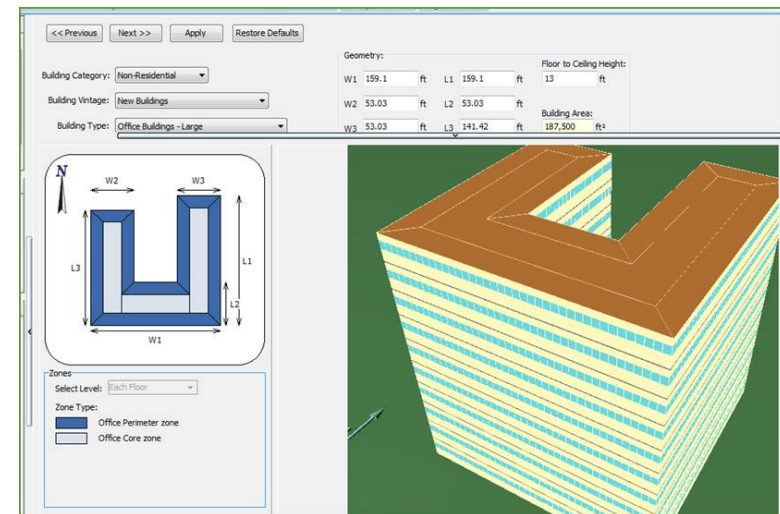 << Previous Next >> Apply Restore Defaults
Geometry:
Floor to Ceiling Height:
Building Category: Non-Residential W1 159.1 ft L1 159.1 ft 13 ft
Building Vintage: New Buildings W2 53.03 ft L2 53.03 ft
Building Area:
Building Type: Office Buildings - Large W3 53.03 ft L3 141.42 ft 187,500 ft²
N
W2 W3
L3 L1
L2
W1
Zones
Select Level: Each Floor
Zone Type:
Office Perimeter zone
Office Core zone